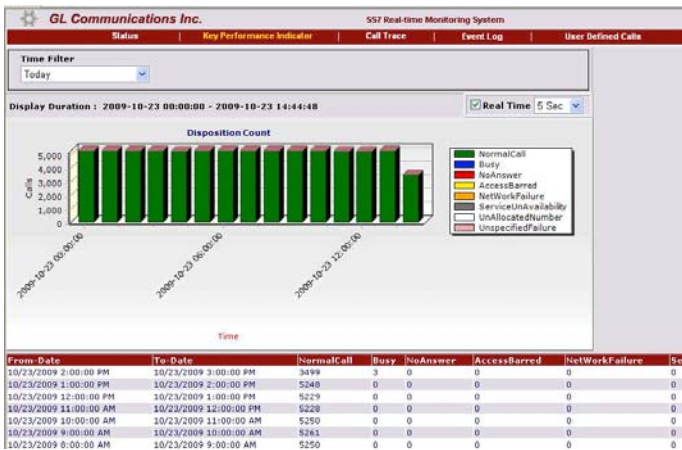 GL Communications Inc. SS7 Real-time Monitoring System
Status | Key Performance Indicator | Call Trace | Event Log | User Defined Calls
Time Filter
Today
Display Duration : 2009-10-23 00:00:00 - 2009-10-23 14:44:48
Real Time 5 Sec
Disposition Count
5,000
4,000
3,000
2,000
1,000
0
Calls
NormalCall
Busy
NoAnswer
AccessBarred
NetWorkFailure
ServiceUnAvailability
UnAllocatedNumber
UnspecifiedFailure
2009-10-23 00:00:00
2009-10-23 06:00:00
2009-10-23 12:00:00
Time
From-Date To-Date NormalCall Busy NoAnswer AccessBarred NetWorkFailure Se
10/23/2009 2:00:00 PM 10/23/2009 3:00:00 PM 3499 3 0 0 0 0
10/23/2009 1:00:00 PM 10/23/2009 2:00:00 PM 5248 0 0 0 0 0
10/23/2009 12:00:00 PM 10/23/2009 1:00:00 PM 5229 0 0 0 0 0
10/23/2009 11:00:00 AM 10/23/2009 12:00:00 PM 5228 0 0 0 0 0
10/23/2009 10:00:00 AM 10/23/2009 11:00:00 AM 5250 0 0 0 0 0
10/23/2009 9:00:00 AM 10/23/2009 10:00:00 AM 5261 0 0 0 0 0
10/23/2009 8:00:00 AM 10/23/2009 9:00:00 AM 5250 0 0 0 0 0